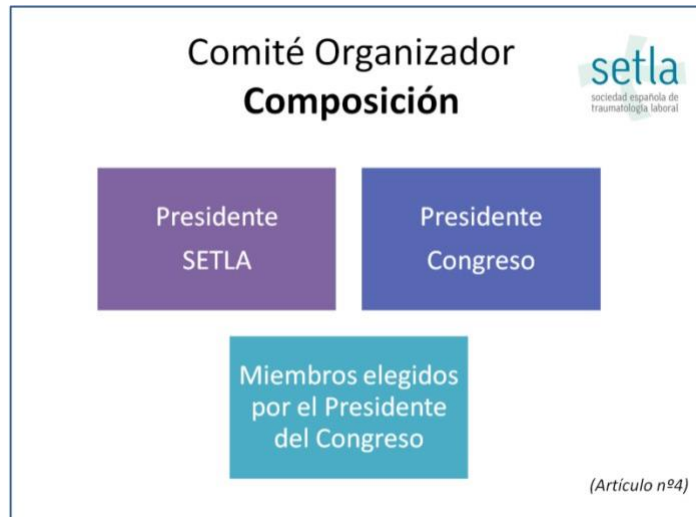 Comité Organizador
Composición
setla
sociedad española de
traumatología laboral
Presidente
SETLA
Presidente
Congreso
Miembros elegidos
por el Presidente
del Congreso
(Artículo nº4)